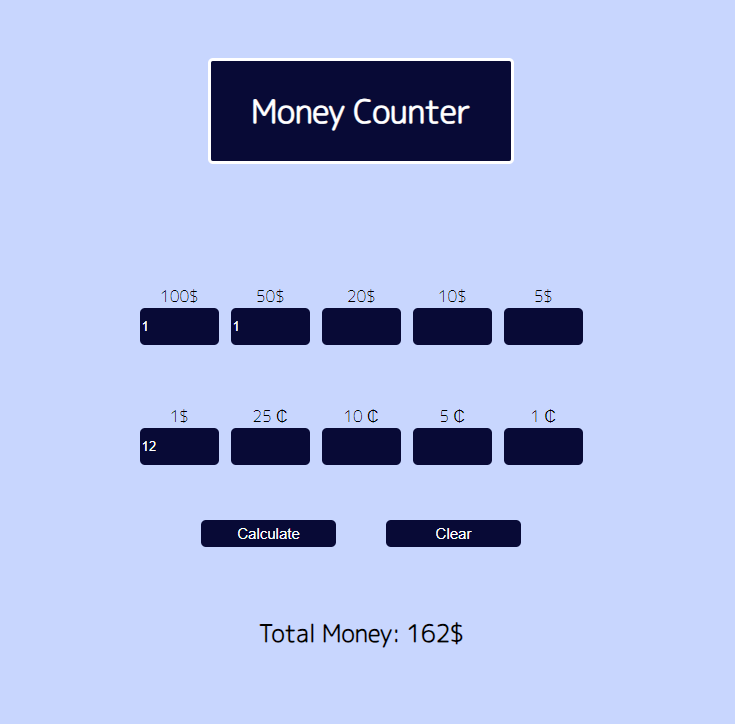 Money Counter
100$ 50$ 20$ 10$ 5$
1 1
1$ 25 ₵ 10 ₵ 5 ₵ 1 ₵
12
Calculate Clear
Total Money: 162$